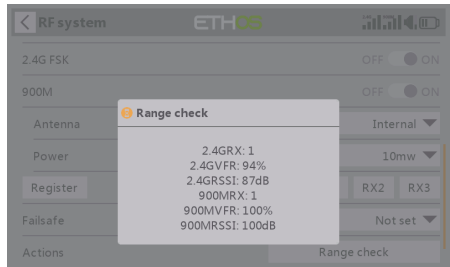 RF system
ETHOS
2.4G FSK
OFF ON
900M
OFF ON
Antenna
Internal
Power
10mw
Register
RX2
RX3
Failsafe
Not set
Actions
Range check
Range check
2.4GRX: 1
2.4GVFR: 94%
2.4GRSSI: 87dB
900MRX: 1
900MVFR: 100%
900MRSSI: 100dB